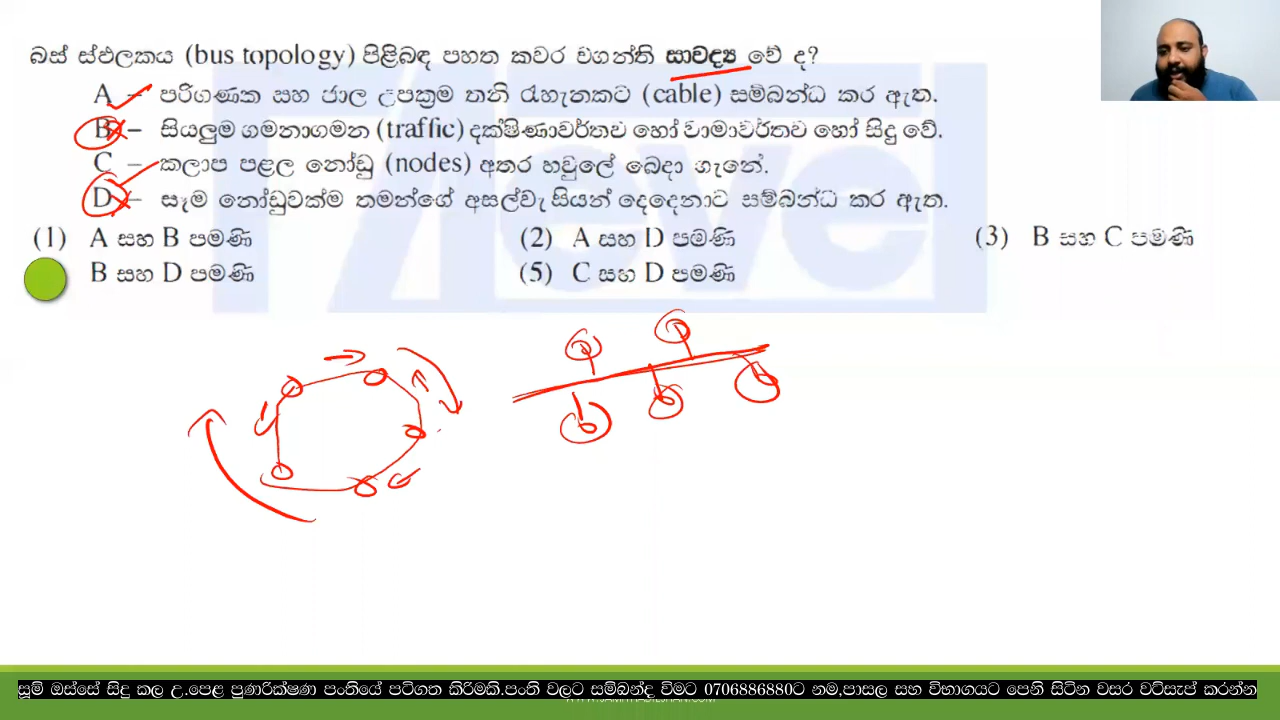 බස් ස්ථලකය (bus topology) පිළිබඳ පහත කවර වගන්ති සාවද්‍ය වේ ද?
A – පරිගණක සහ ජාල උපක්‍රම තනි රැහැනකට (cable) සම්බන්ධ කර ඇත.
B – සියලුම ගමනාගමන (traffic) දක්ෂිණාවර්තව හෝ වාමාවර්තව හෝ සිදු වේ.
C – කලාප පළල නෝඩු (nodes) අතර හවුලේ බෙදා ගැනේ.
D – සෑම නෝඩුවක්ම තමන්ගේ අසල්වැසියන් දෙදෙනාට සම්බන්ධ කර ඇත.
(1) A සහ B පමණි (2) A සහ D පමණි (3) B සහ C පමණි
B සහ D පමණි (5) C සහ D පමණි
සූම් ඔස්සේ සිදු කල උ.පෙළ පුණරීක්ෂණ පංතියේ පටිගත කිරීමකි.පංති වලට සම්බන්ද වීමට 0706886880ට නම,පාසල සහ විභාගයට පෙනී සිටින වසර වට්සැප් කරන්න